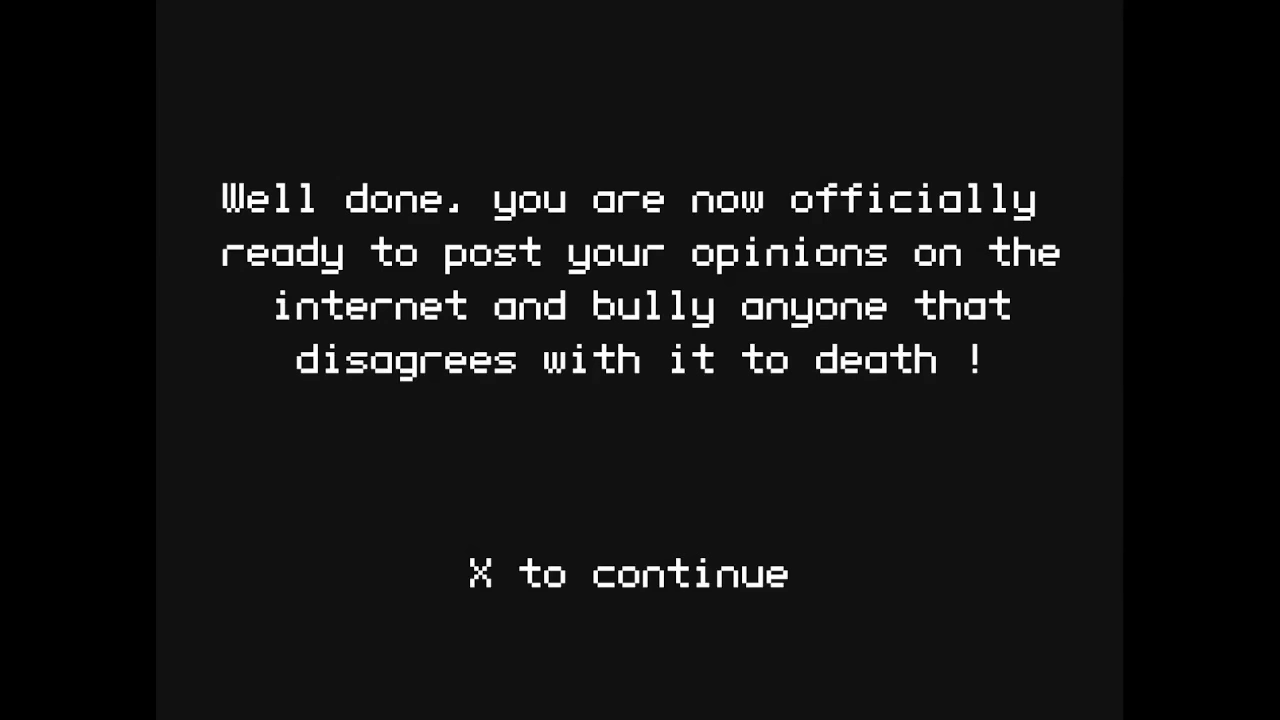 Well done, you are now officially
ready to post your opinions on the
internet and bully anyone that
disagrees with it to death !
X to continue